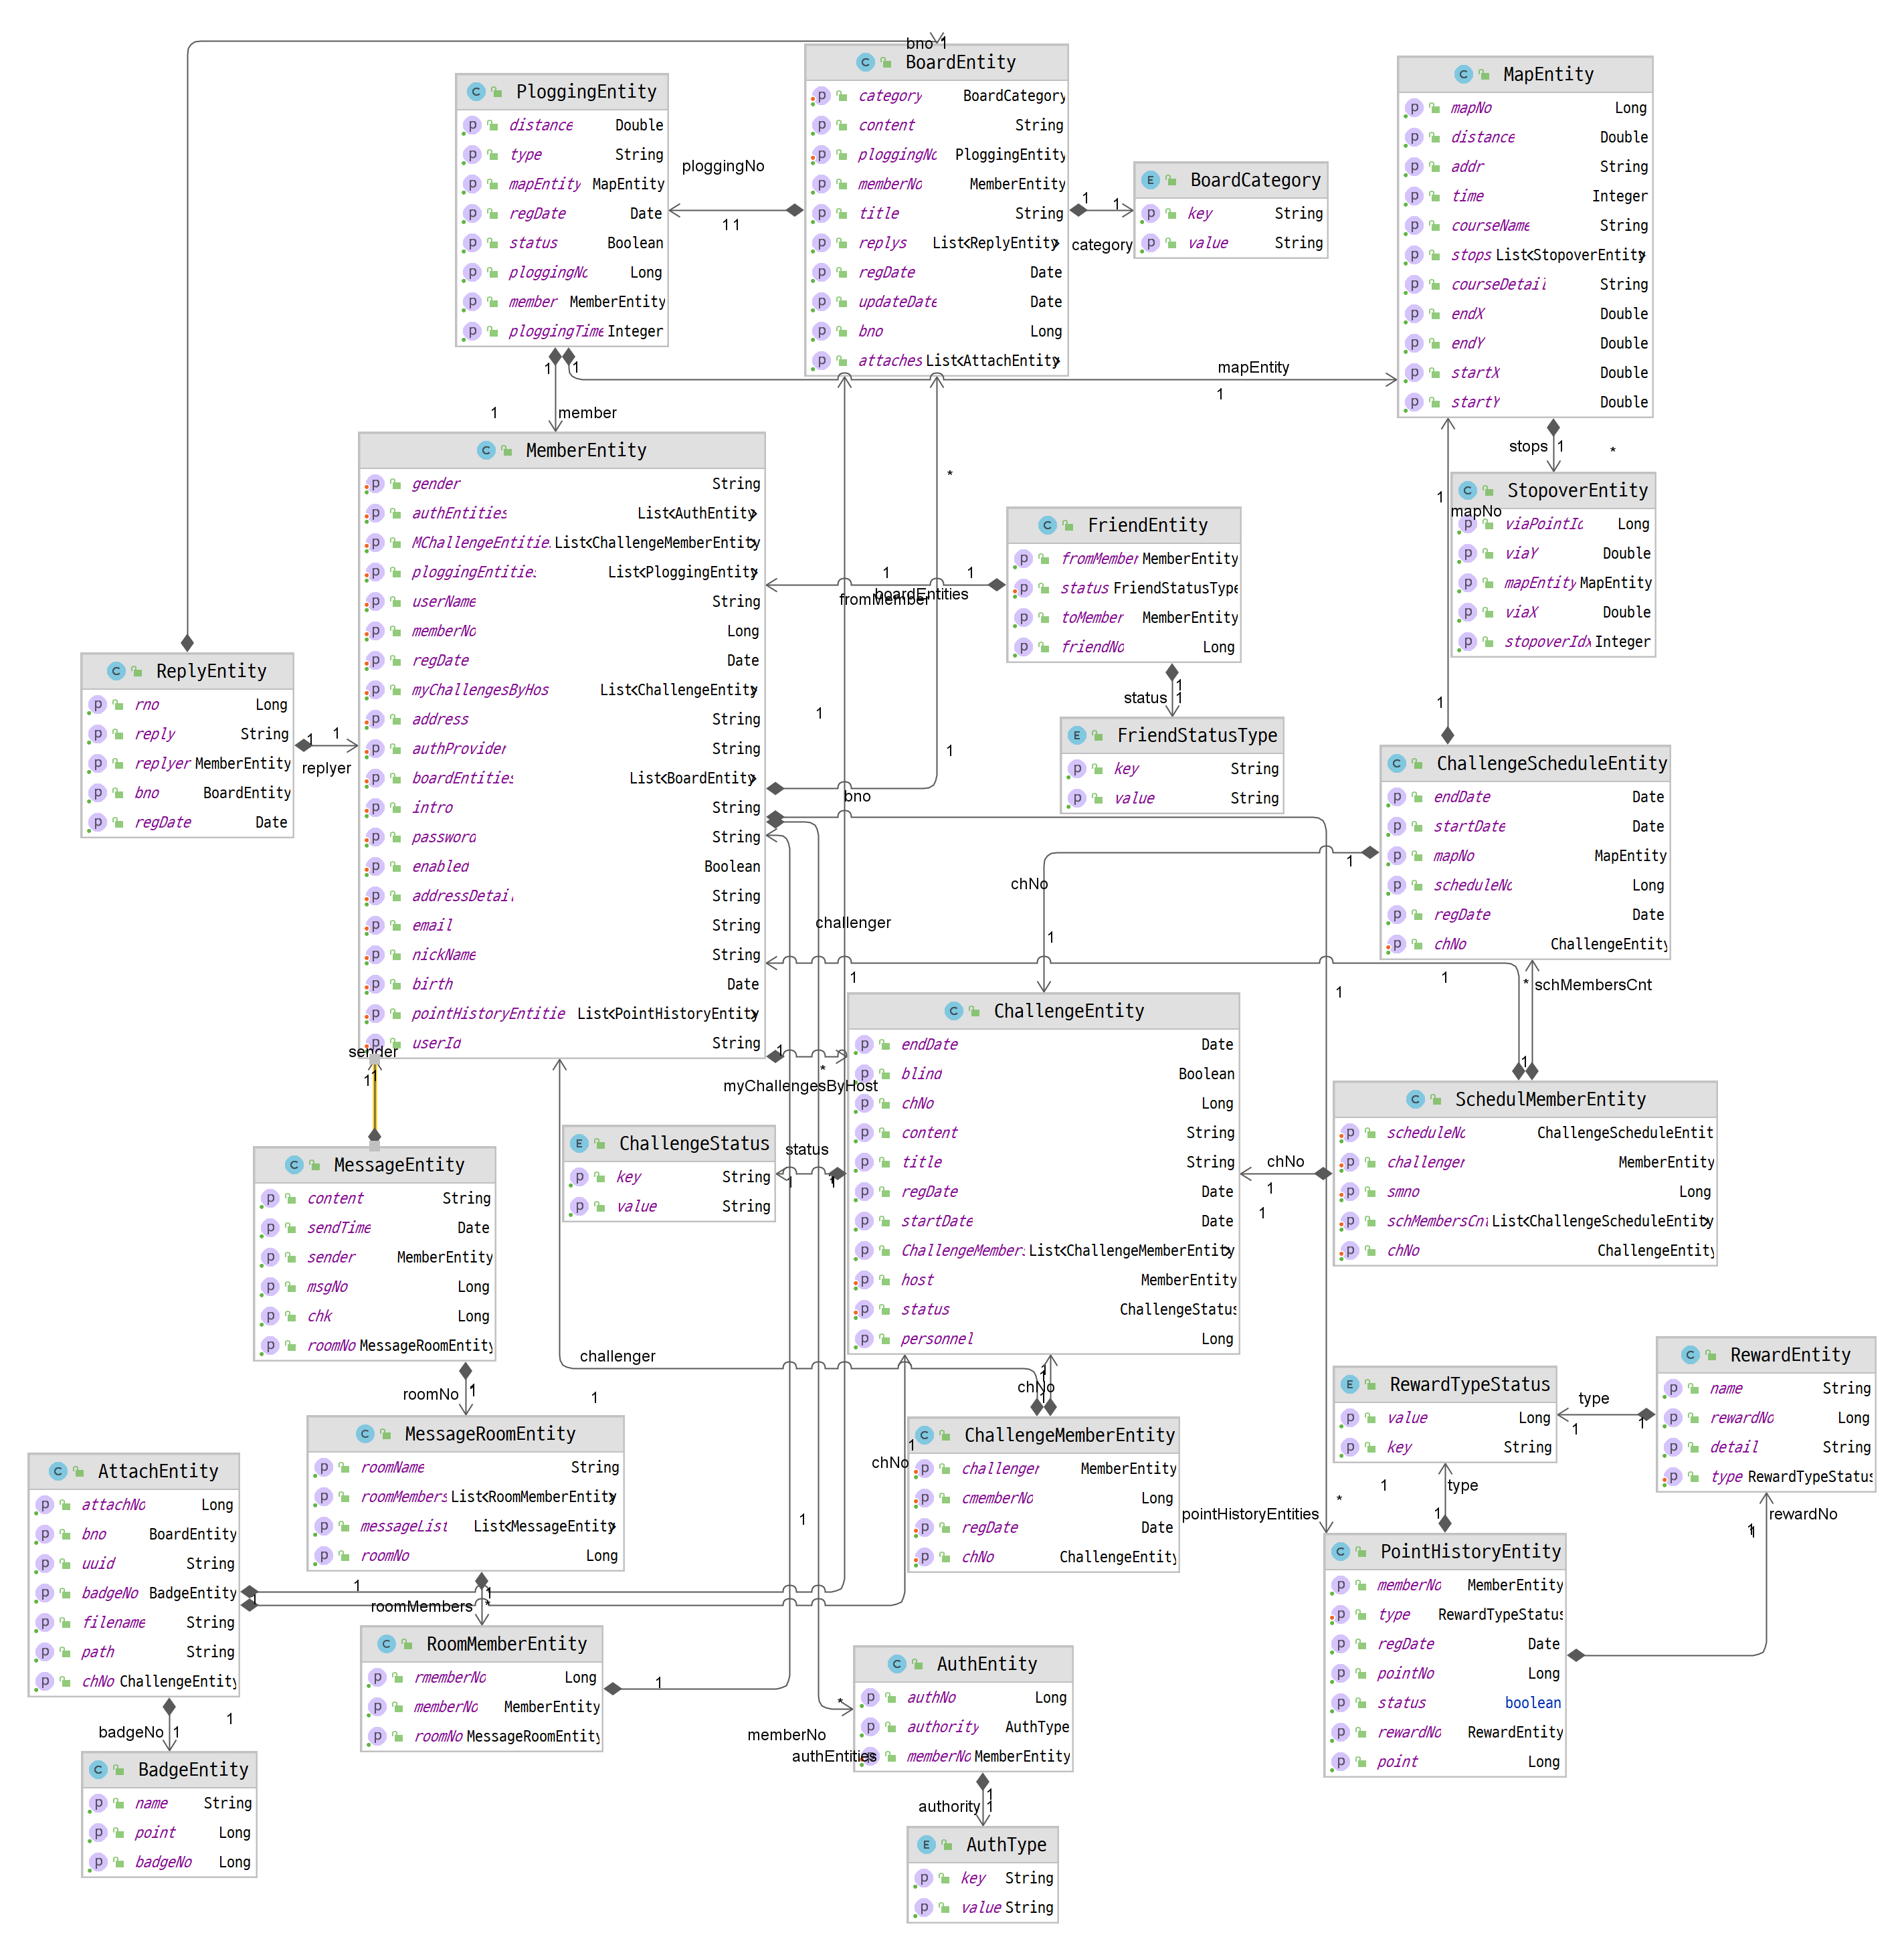 bno 1
BoardEntity
category BoardCategory
content String
ploggingNo PloggingEntity
memberNo MemberEntity
title String
replys List<ReplyEntity>
regDate Date
updateDate Date
bno Long
attaches List<AttachEntity>
PloggingEntity
distance Double
type String
mapEntity MapEntity
regDate Date
status Boolean
ploggingNo Long
member MemberEntity
ploggingTime Integer
ploggingNo
1 1
BoardCategory
key String
value String
1 1
category
MapEntity
mapNo Long
distance Double
addr String
time Integer
courseName String
stops List<StopoverEntity>
courseDetail String
endX Double
endY Double
startX Double
startY Double
mapEntity
1
1
1
1
member
stops 1 *
StopoverEntity
viaPointId Long
viaY Double
mapEntity MapEntity
viaX Double
stopoverIdx Integer
1
mapNo
1
MemberEntity
gender String
authEntities List<AuthEntity>
MChallengeEntitie List<ChallengeMemberEntity>
ploggingEntities List<PloggingEntity>
userName String
memberNo Long
regDate Date
myChallengesByHos List<ChallengeEntity>
address String
authProvider String
boardEntities List<BoardEntity>
intro String
password String
enabled Boolean
addressDetail String
email String
nickName String
birth Date
pointHistoryEntitie List<PointHistoryEntity>
userId String
*
FriendEntity
fromMember MemberEntity
status FriendStatusType
toMember MemberEntity
friendNo Long
1 1
fromMember
boardEntities
status 1
1
FriendStatusType
key String
value String
ReplyEntity
rno Long
reply String
replyer MemberEntity
bno BoardEntity
regDate Date
1 1
replyer
1
1
bno
ChallengeScheduleEntity
endDate Date
startDate Date
mapNo MapEntity
scheduleNo Long
regDate Date
chNo ChallengeEntity
1
chNo
1
challenger
1
1
* schMembersCnt
1
1
ChallengeEntity
endDate Date
blind Boolean
chNo Long
content String
title String
regDate Date
startDate Date
ChallengeMember List<ChallengeMemberEntity>
host MemberEntity
status ChallengeStatus
personnel Long
sender
1 1
1
*
myChallengesByHost
SchedulMemberEntity
scheduleNo ChallengeScheduleEntit
challenger MemberEntity
smno Long
schMembersCnt List<ChallengeScheduleEntity>
chNo ChallengeEntity
chNo
1
1
ChallengeStatus
key String
value String
status
1 1
MessageEntity
content String
sendTime Date
sender MemberEntity
msgNo Long
chk Long
roomNo MessageRoomEntity
roomNo 1
challenger
1
chNo
1
MessageRoomEntity
roomName String
roomMembers List<RoomMemberEntity>
messageList List<MessageEntity>
roomNo Long
ChallengeMemberEntity
challenger MemberEntity
cmemberNo Long
regDate Date
chNo ChallengeEntity
1
chNo
RewardTypeStatus
value Long
key String
type
1 1
RewardEntity
name String
rewardNo Long
detail String
type RewardTypeStatus
1
type
1
1 rewardNo
pointHistoryEntities *
PointHistoryEntity
memberNo MemberEntity
type RewardTypeStatus
regDate Date
pointNo Long
status boolean
rewardNo RewardEntity
point Long
AttachEntity
attachNo Long
bno BoardEntity
uuid String
badgeNo BadgeEntity
filename String
path String
chNo ChallengeEntity
1
1
1
1
roomMembers *
RoomMemberEntity
rmemberNo Long
memberNo MemberEntity
roomNo MessageRoomEntity
1
memberNo
*
authEntities
AuthEntity
authNo Long
authority AuthType
memberNo MemberEntity
authority 1
1
AuthType
key String
value String
badgeNo 1
1
BadgeEntity
name String
point Long
badgeNo Long